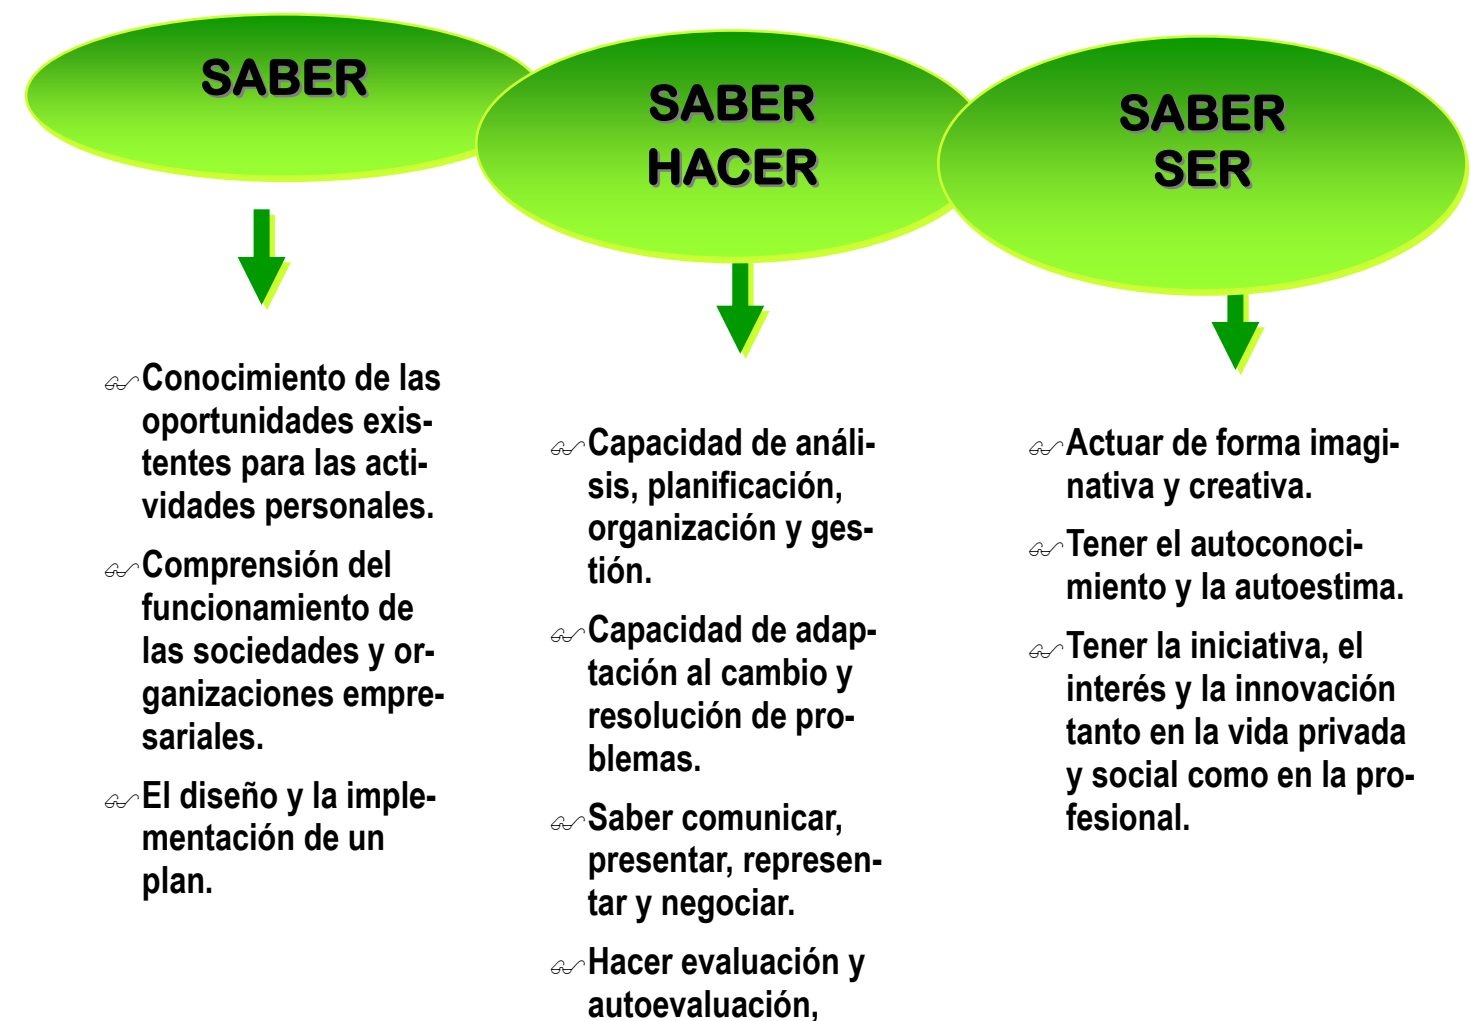 SABER
Conocimiento de las
oportunidades exis-
tentes para las acti-
vidades personales.
Comprensión del
funcionamiento de
las sociedades y or-
ganizaciones empre-
sariales.
El diseño y la imple-
mentación de un
plan.
SABER
HACER
Capacidad de análi-
sis, planificación,
organización y ges-
tión.
Capacidad de adap-
tación al cambio y
resolución de pro-
blemas.
Saber comunicar,
presentar, represen-
tar y negociar.
Hacer evaluación y
autoevaluación,
SABER
SER
Actuar de forma imagi-
nativa y creativa.
Tener el autoconoci-
miento y la autoestima.
Tener la iniciativa, el
interés y la innovación
tanto en la vida privada
y social como en la pro-
fesional.